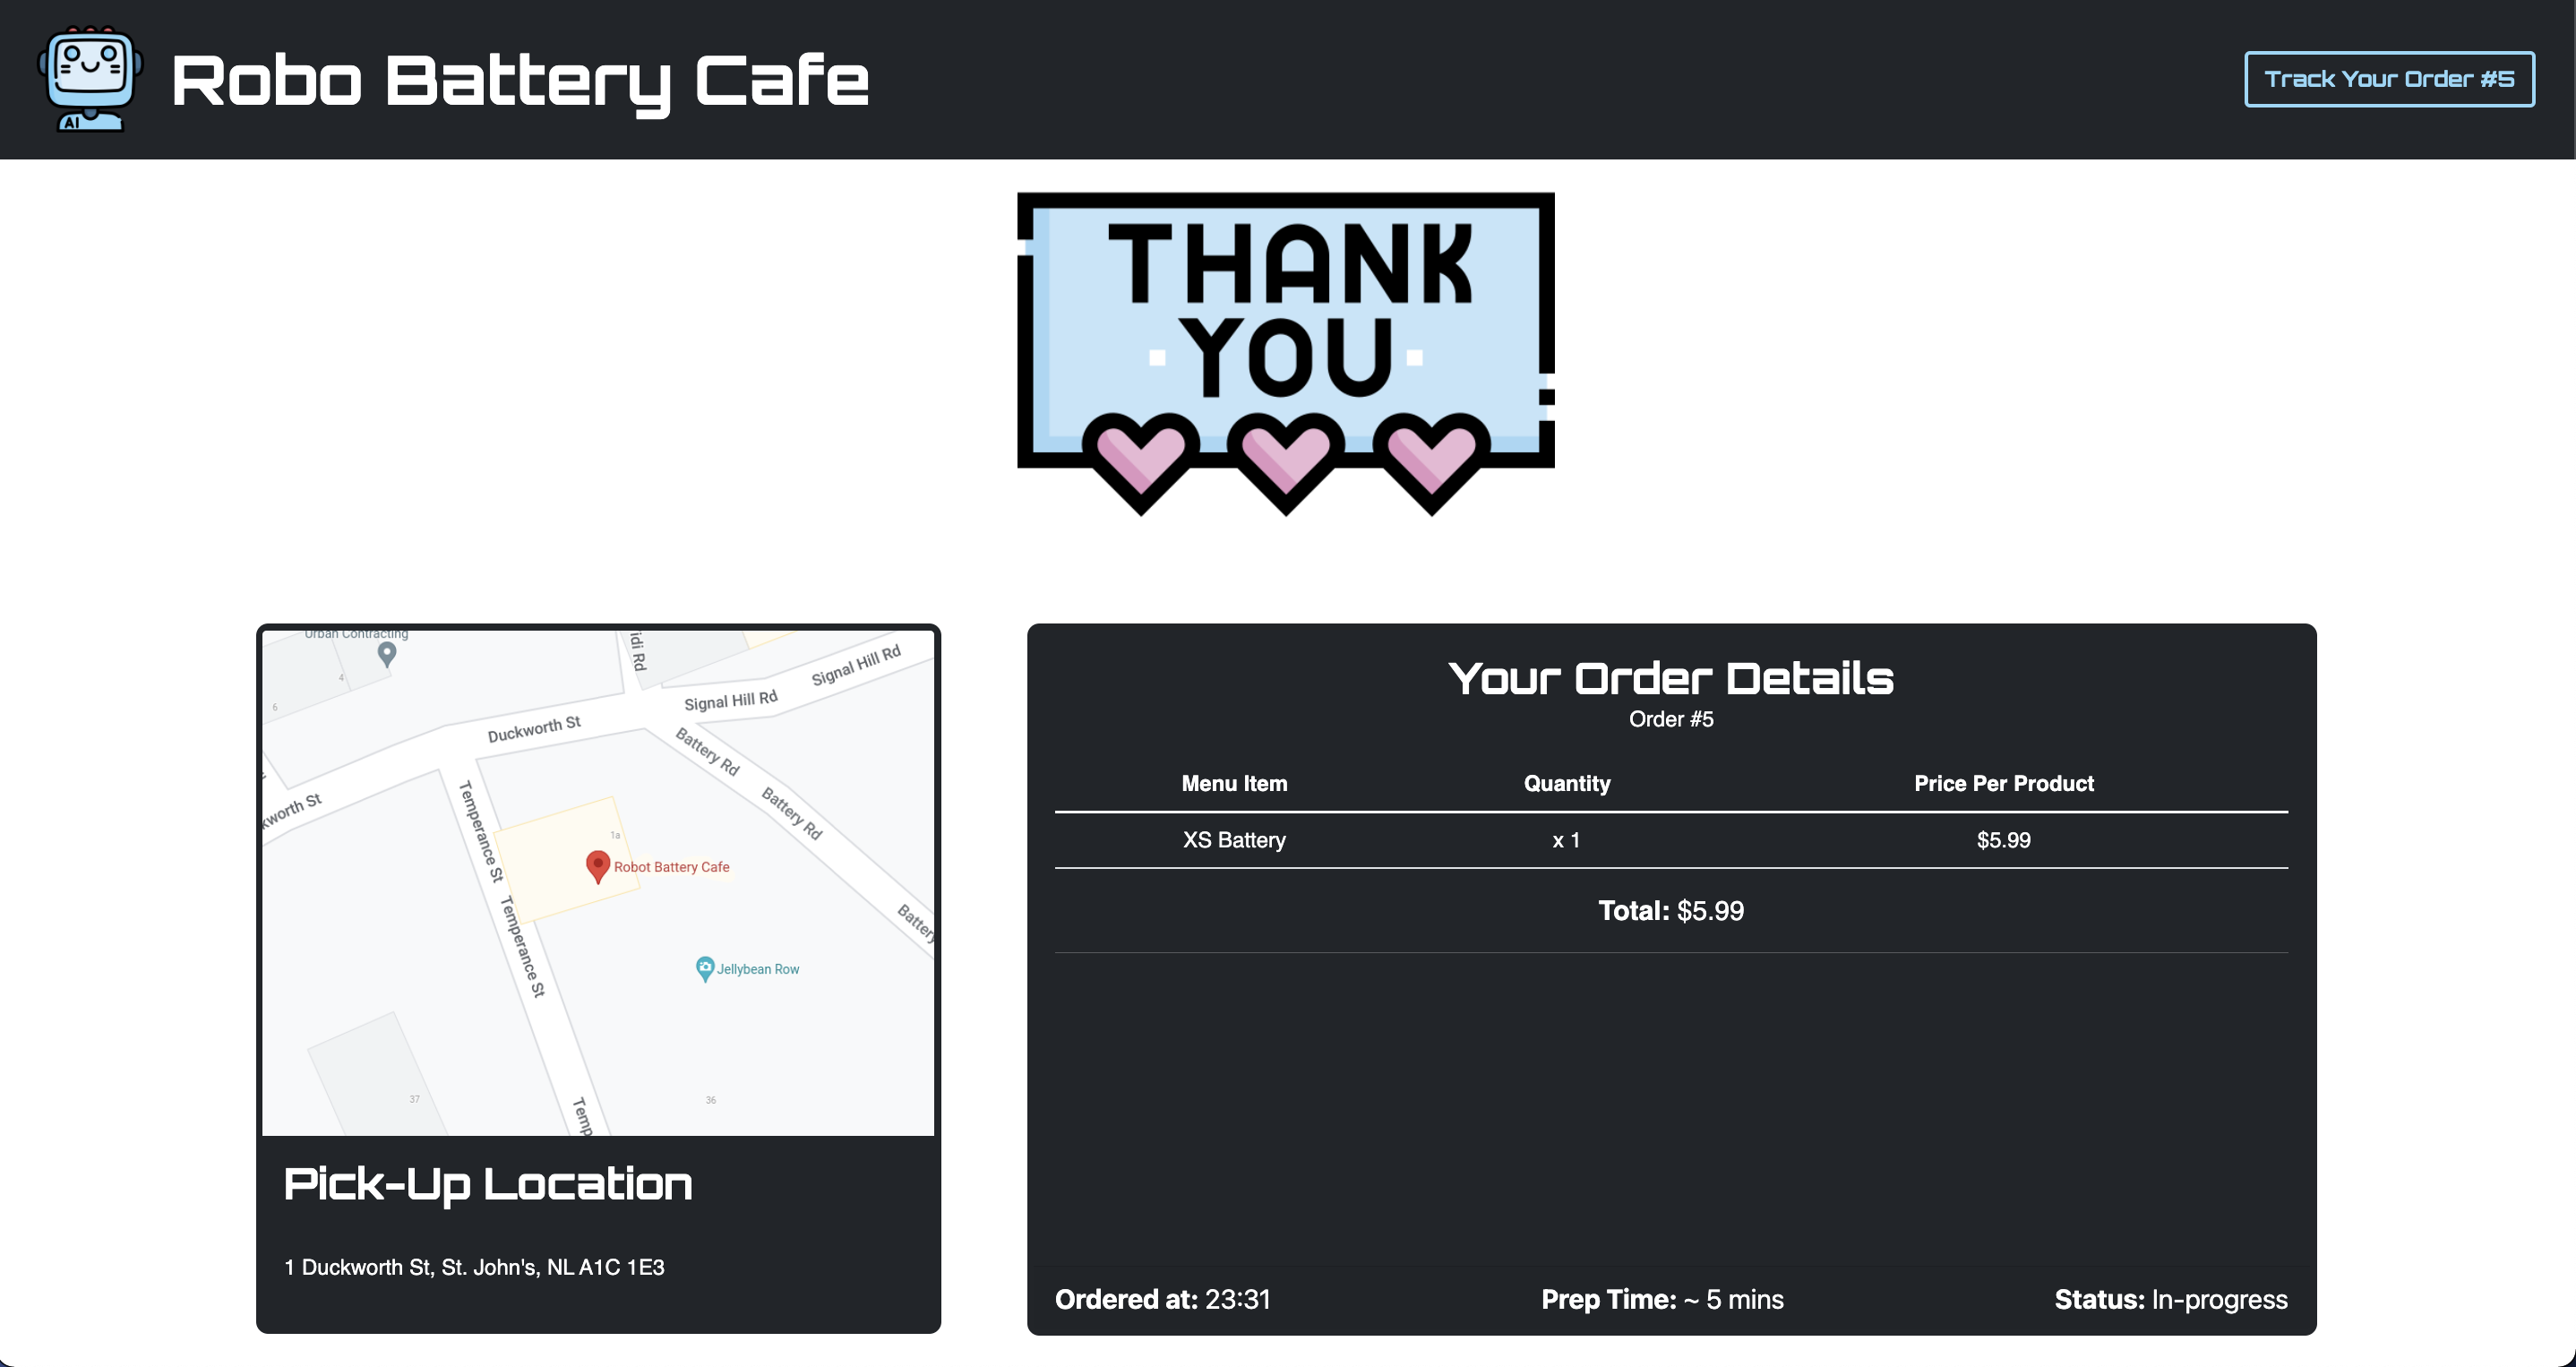 AI
Robo Battery Cafe
Track Your Order #5
THANK
YOU
Urban Contracting
idi Rd
Signal Hill Rd
Signal Hill Rd
4
6
Duckworth St
Battery Rd
Temperance St
kworth St
Battery Rd
1a
Robot Battery Cafe
Temperance St
Battery
Jellybean Row
37
36
Temp
Pick-Up Location
1 Duckworth St, St. John's, NL A1C 1E3
Your Order Details
Order #5
Menu Item Quantity Price Per Product
XS Battery x 1 $5.99
Total: $5.99
Ordered at: 23:31 Prep Time: ~ 5 mins Status: In-progress